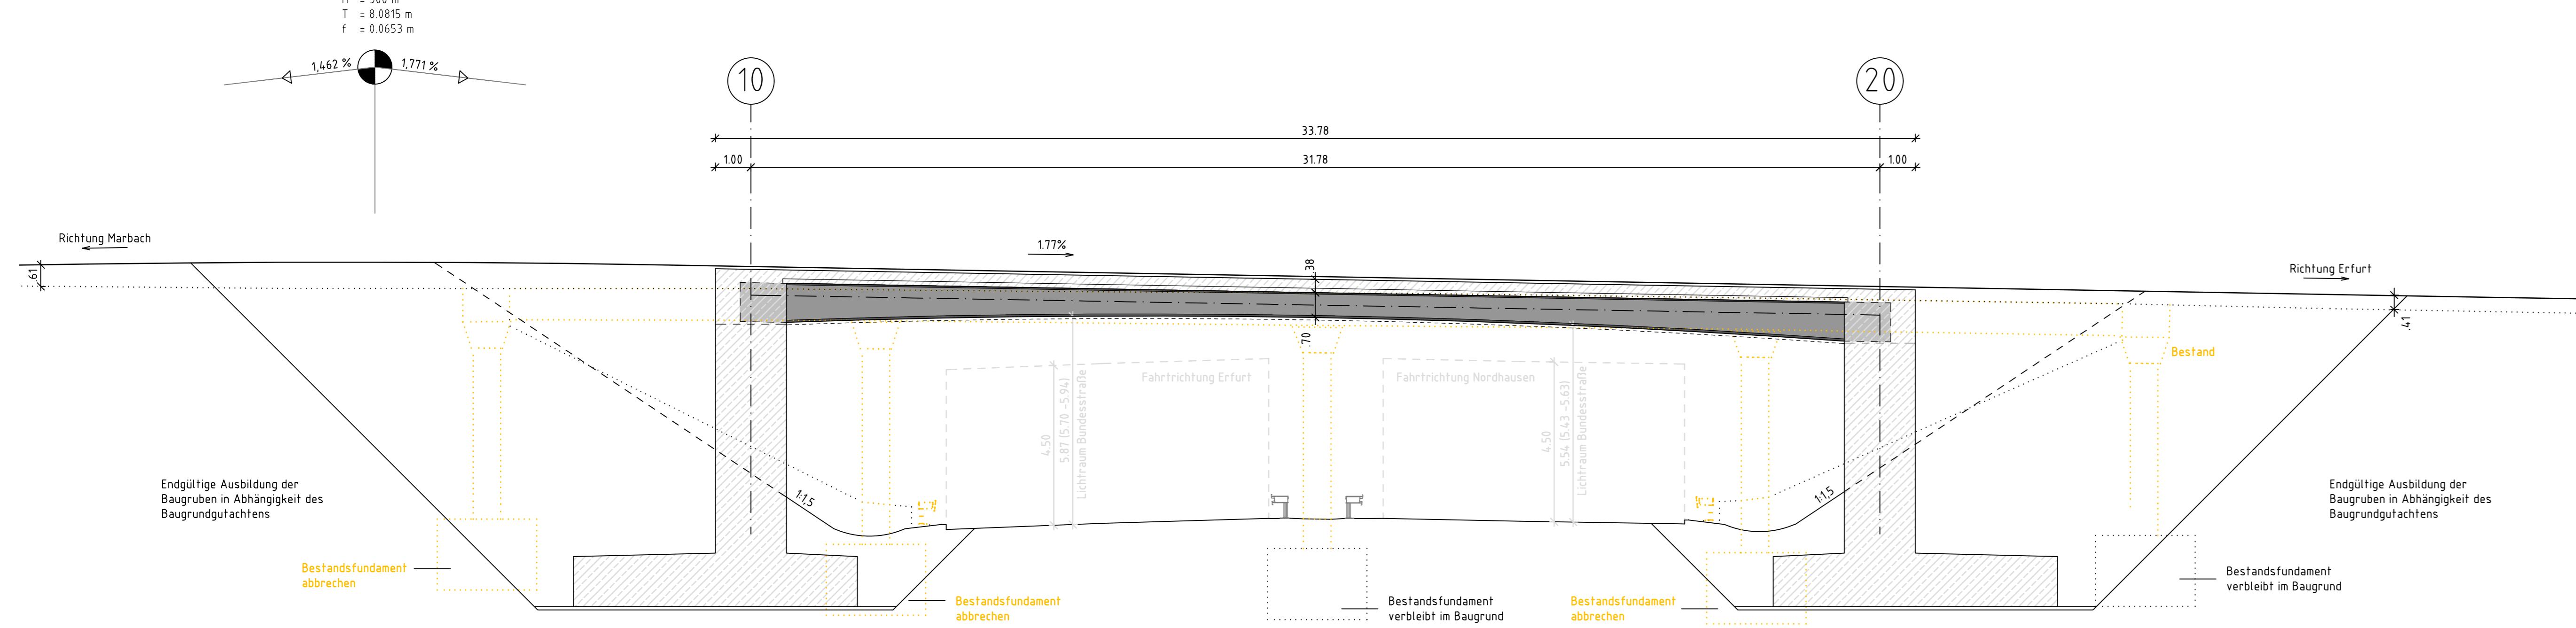 T = 8.0815 m
f = 0.0653 m
1,462 %
1,771 %
10
20
33.78
1.00
31.78
1.00
Richtung Marbach
1.77%
.38
Richtung Erfurt
.61
.41
.70
Bestand
Fahrtrichtung Erfurt
Fahrtrichtung Nordhausen
4.50
5.87 (5.70 -5.94)
Lichtraum Bundesstraße
4.50
5.54 (5.43 -5.63)
Lichtraum Bundesstraße
Endgültige Ausbildung der
Baugruben in Abhängigkeit des
Baugrundgutachtens
1:1,5
1:1,5
Endgültige Ausbildung der
Baugruben in Abhängigkeit des
Baugrundgutachtens
Bestandsfundament
abbrechen
Bestandsfundament
abbrechen
Bestandsfundament
verbleibt im Baugrund
Bestandsfundament
abbrechen
Bestandsfundament
verbleibt im Baugrund